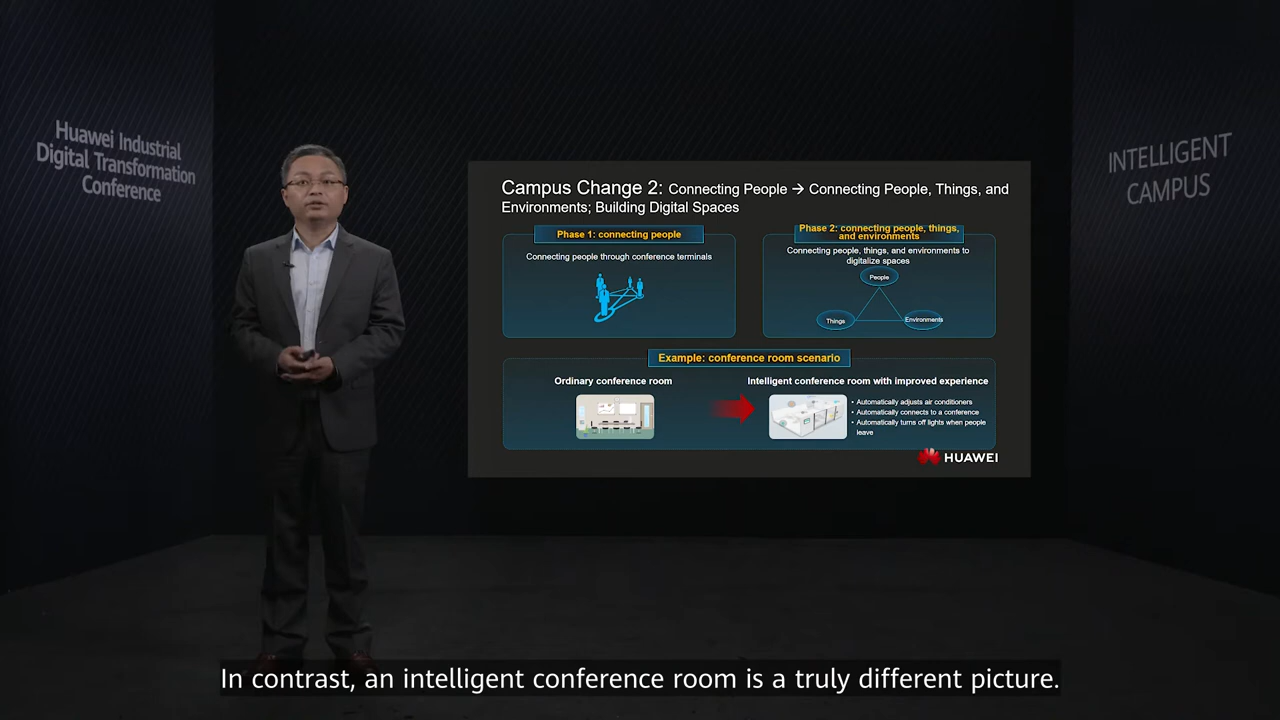 Huawei Industrial
Digital Transformation
Conference
INTELLIGENT
CAMPUS
Campus Change 2: Connecting People → Connecting People, Things, and
Environments; Building Digital Spaces
Phase 1: connecting people
Connecting people through conference terminals
Phase 2: connecting people, things,
and environments
Connecting people, things, and environments to
digitalize spaces
People
Things
Environments
Example: conference room scenario
Ordinary conference room
Intelligent conference room with improved experience
• Automatically adjusts air conditioners
• Automatically connects to a conference
• Automatically turns off lights when people
leave
HUAWEI
In contrast, an intelligent conference room is a truly different picture.